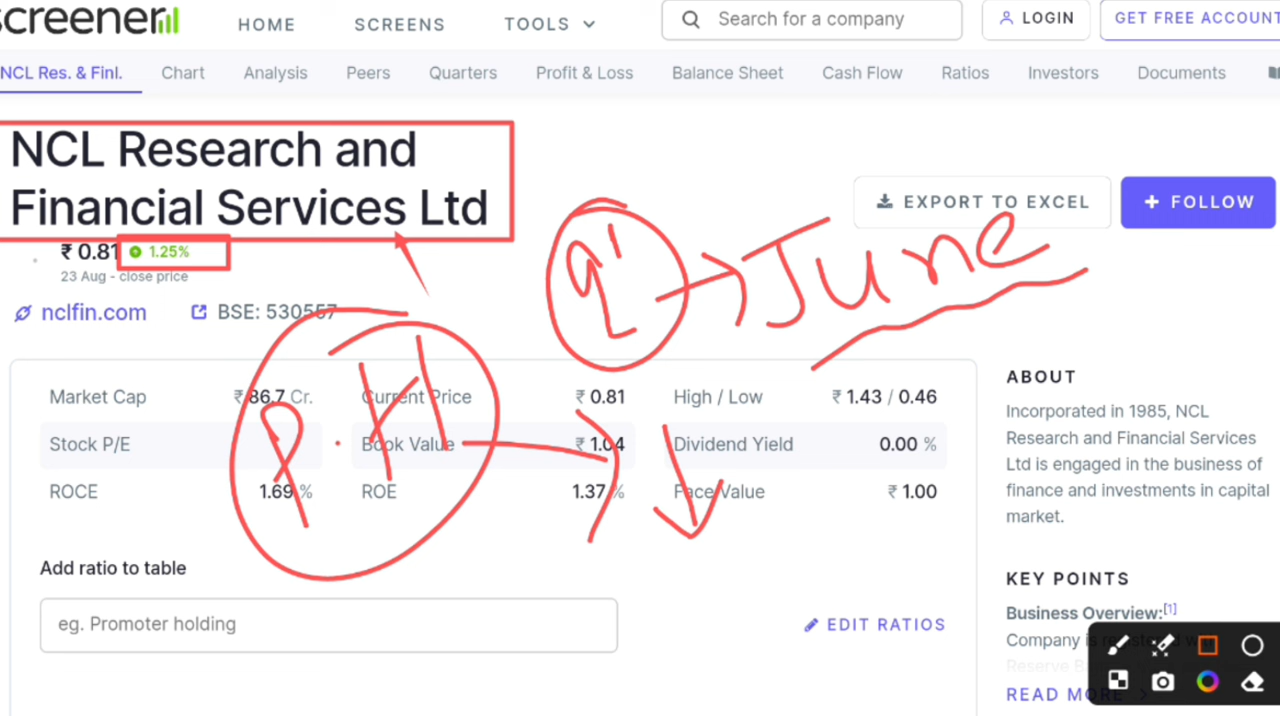 screener
HOME SCREENS TOOLS
Search for a company
LOGIN
GET FREE ACCOUNT
NCL Res. & Finl. Chart Analysis Peers Quarters Profit & Loss Balance Sheet Cash Flow Ratios Investors Documents
NCL Research and
Financial Services Ltd
EXPORT TO EXCEL
FOLLOW
₹ 0.81 1.25%
23 Aug - close price
nclfin.com BSE: 530557
→ June
P.H
Market Cap ₹ 86.7 Cr. Current Price ₹ 0.81 High / Low ₹ 1.43 / 0.46
Stock P/E Book Value ₹ 1.04 Dividend Yield 0.00 %
ROCE 1.69 % ROE 1.37 % Face Value ₹ 1.00
Add ratio to table
eg. Promoter holding
EDIT RATIOS
ABOUT
Incorporated in 1985, NCL
Research and Financial Services
Ltd is engaged in the business of
finance and investments in capital
market.
KEY POINTS
Business Overview:[1]
Company is registered with
Reserve
READ MORE